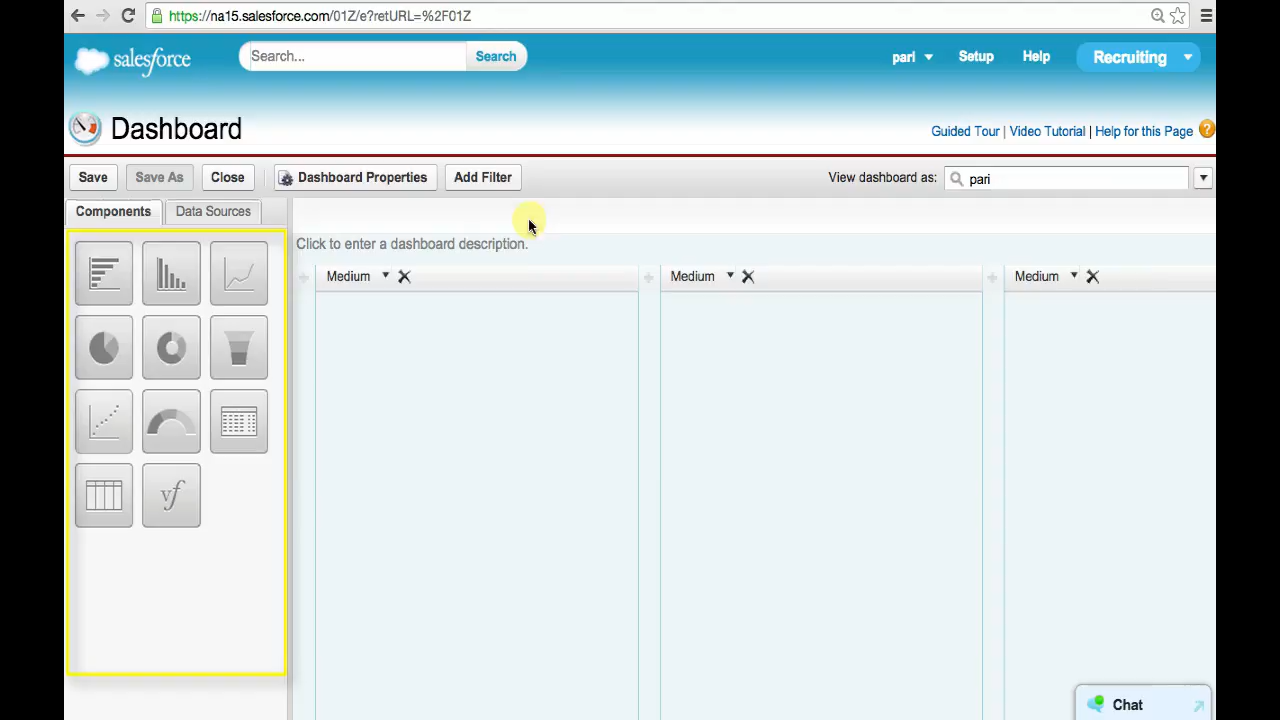 https://na15.salesforce.com/01Z/e?retURL=%2F01Z
salesforce
Search...
Search
pari
Setup
Help
Recruiting
Dashboard
Guided Tour | Video Tutorial | Help for this Page ?
Save
Save As
Close
Dashboard Properties
Add Filter
View dashboard as:
pari
Components
Data Sources
Click to enter a dashboard description.
Medium
Medium
Medium
vf
Chat